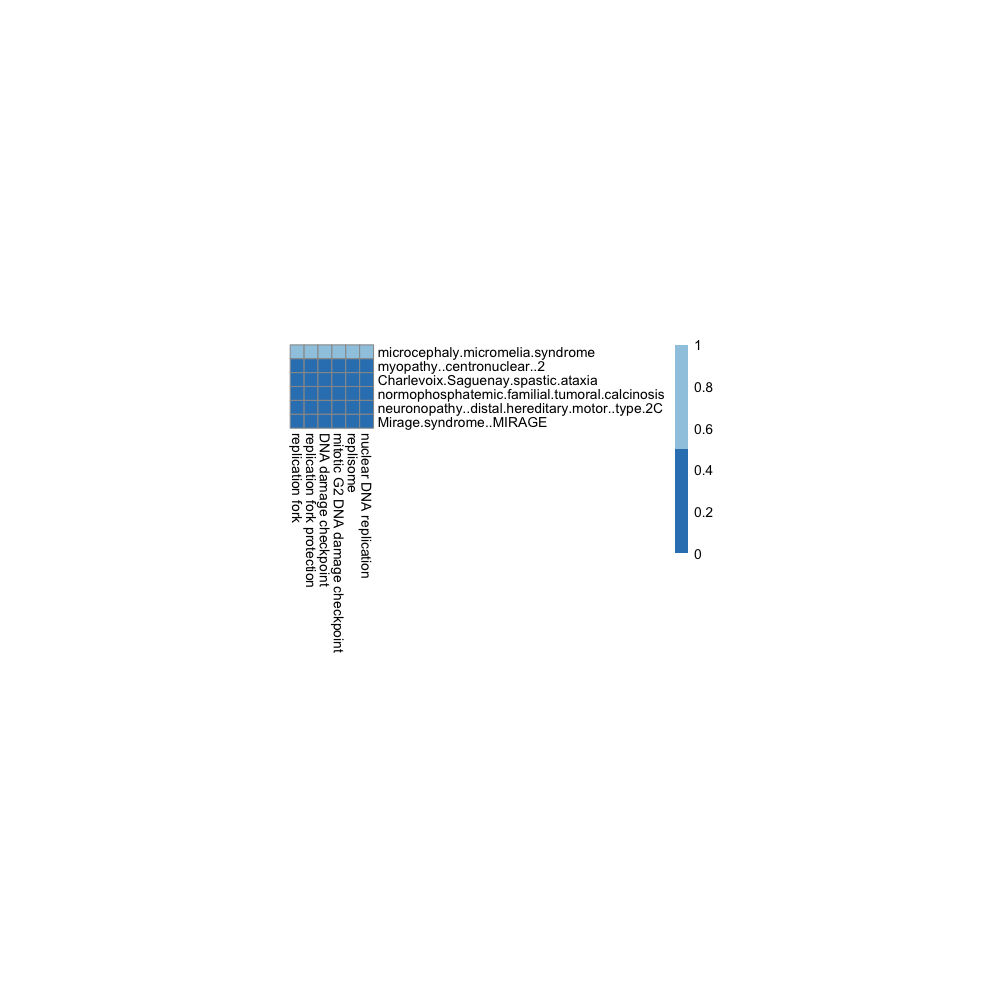 microcephaly.micromelia.syndrome
myopathy..centronuclear..2
Charlevoix.Saguenay.spastic.ataxia
normophosphatemic.familial.tumoral.calcinosis
neuronopathy..distal.hereditary.motor..type.2C
Mirage.syndrome..MIRAGE
replication fork
replication fork protection
DNA damage checkpoint
mitotic G2 DNA damage checkpoint
replisome
nuclear DNA replication
1
0.8
0.6
0.4
0.2
0